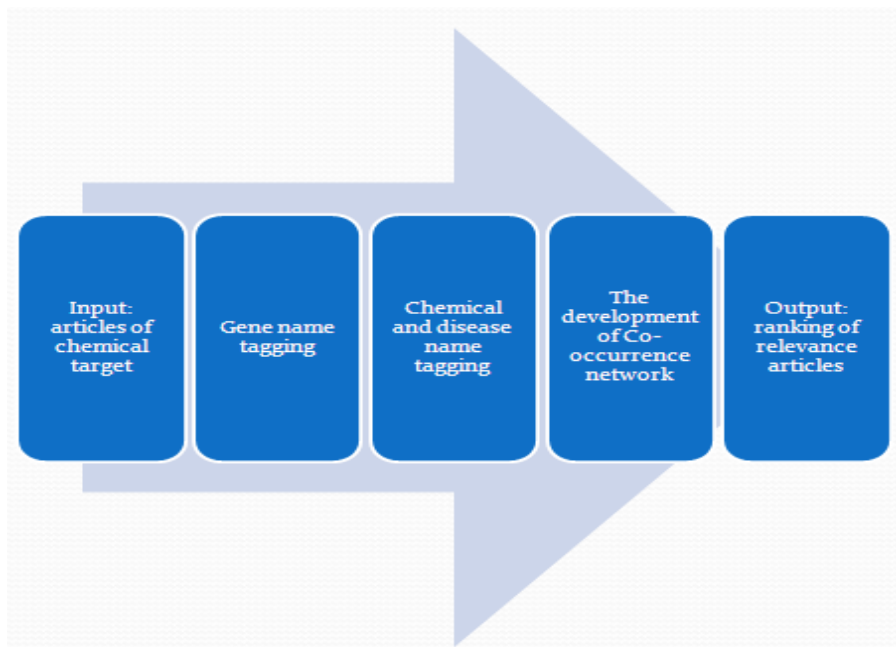 Input:
articles of
chemical
target
Gene name
tagging
Chemical
and disease
name
tagging
The
development
of Co-
occurrence
network
Output:
ranking of
relevance
articles